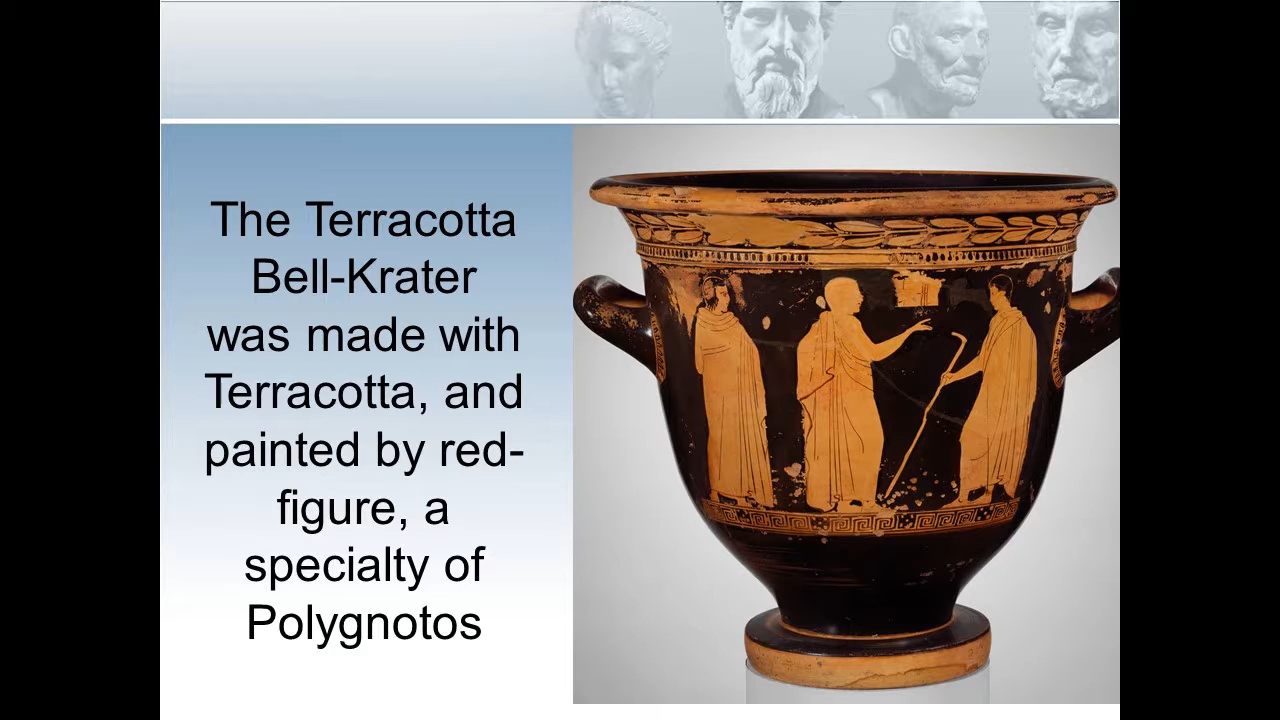 The Terracotta
Bell-Krater
was made with
Terracotta, and
painted by red-
figure, a
specialty of
Polygnotos